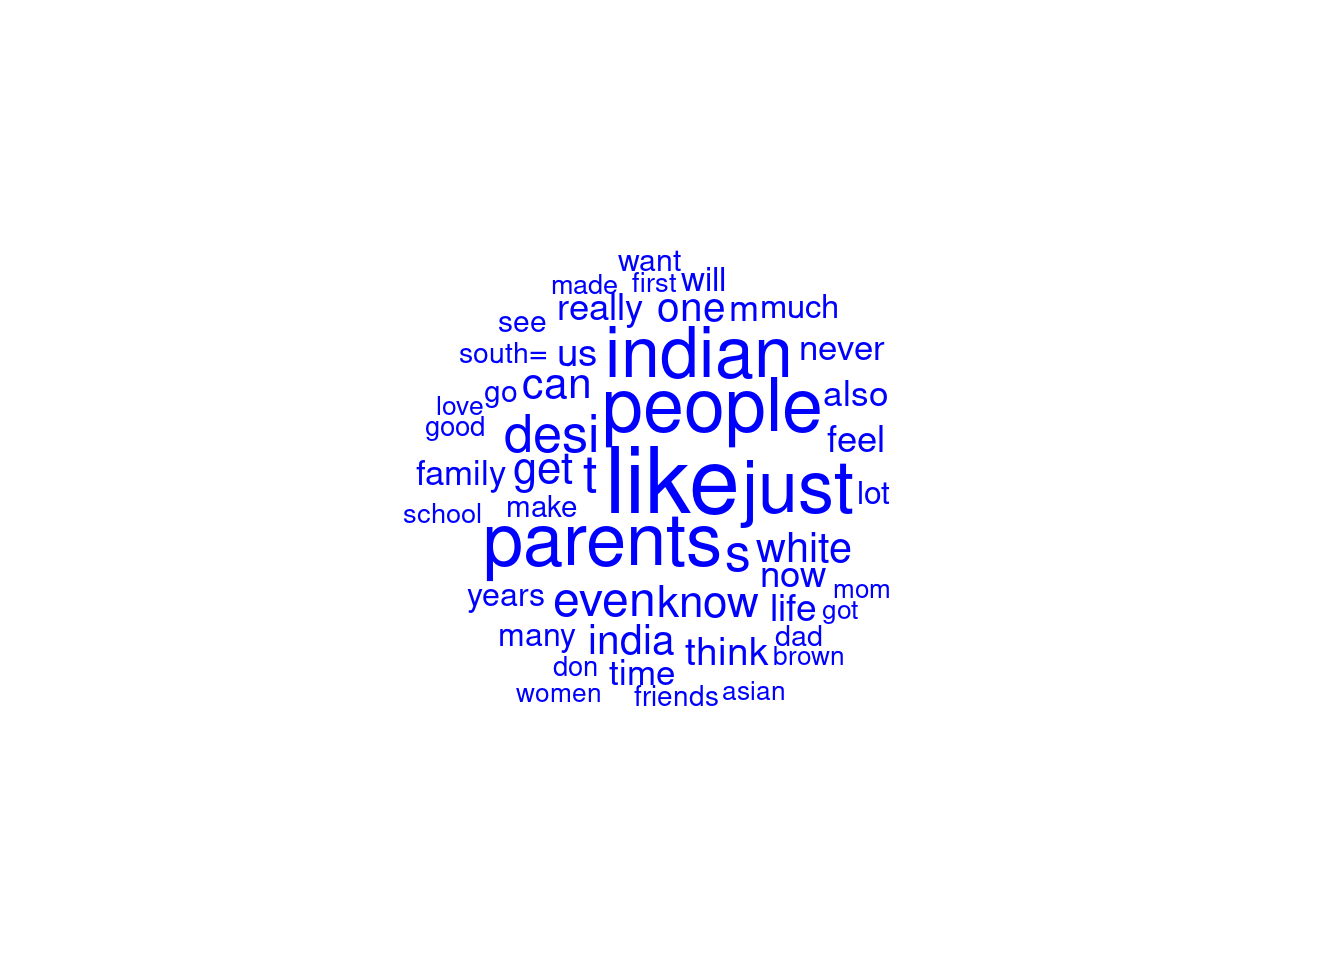 want
made first will
really one m much
see
south= us indian never
go can people also
love
good desi feel
family get t like just lot
school make
parents s white
now
years even know life mom
got
many india think dad
don time brown
women friends asian